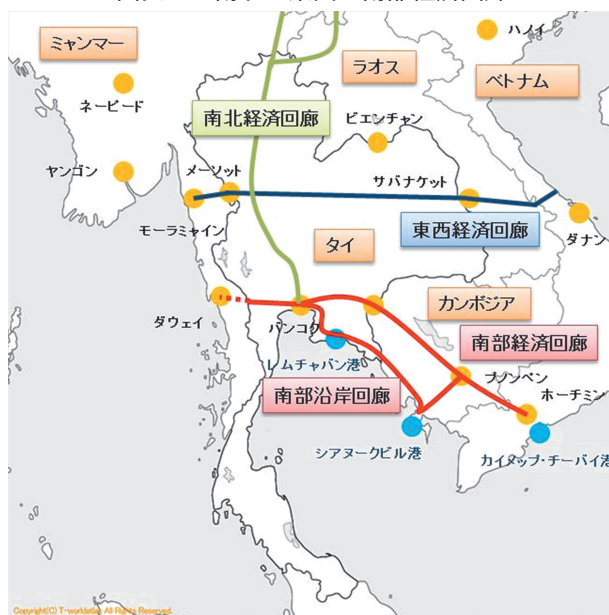 ハノイ
ミャンマー
ラオス
ベトナム
ネーピード
南北経済回廊
ビエンチャン
ヤンゴン
メーソット
サバナケット
モーラミャイン
東西経済回廊
ダナン
タイ
カンボジア
ダウェイ
バンコク
南部経済回廊
レムチャバン港
プノンペン
南部沿岸回廊
ホーチミン
シアヌークビル港
カイメップ・チーバイ港
Copyright(C) T-worldatlas All Rights Reserved.